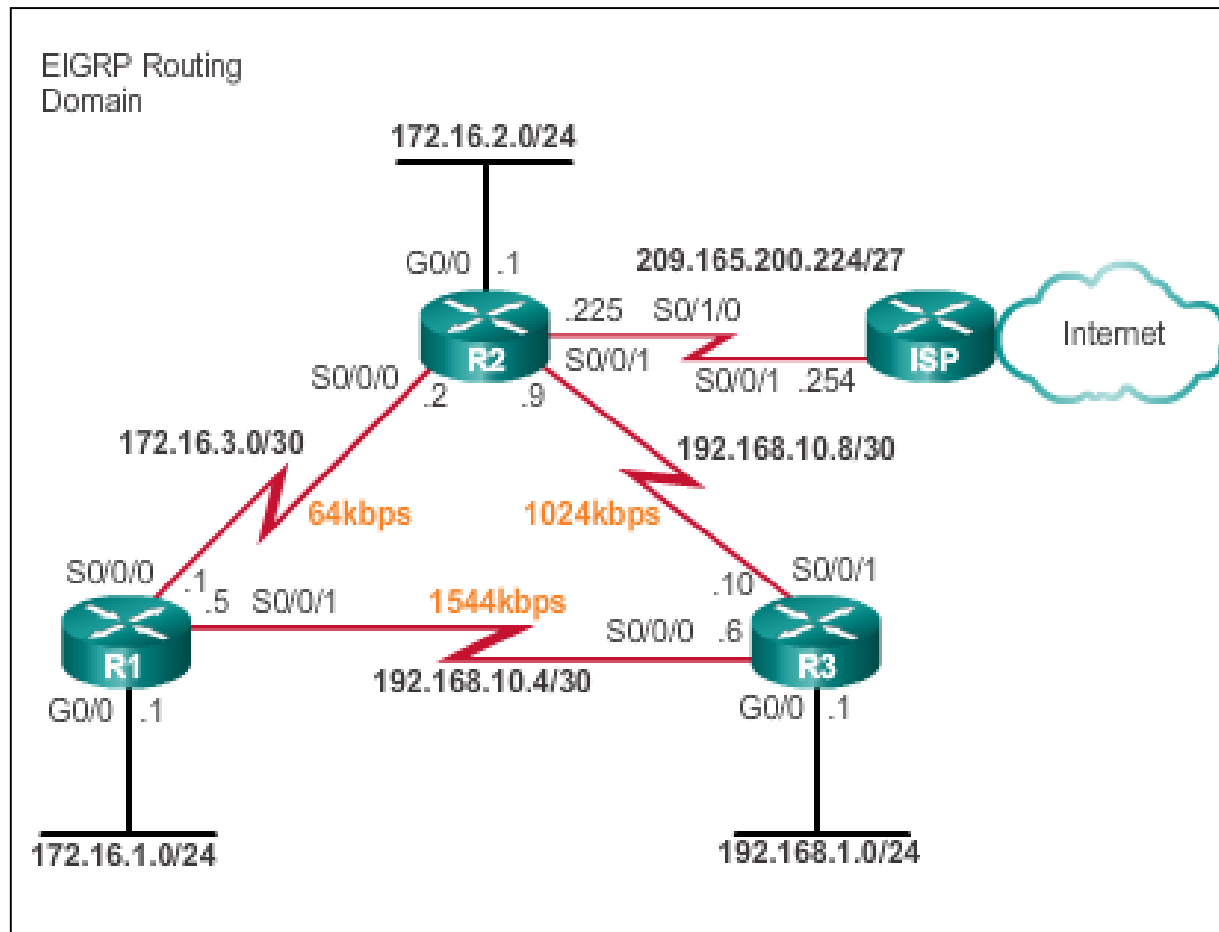 EIGRP Routing
Domain
172.16.2.0/24
G0/0 .1
209.165.200.224/27
.225 S0/1/0
Internet
R2
S0/0/1
ISP
S0/0/0
.2
.9
S0/0/1 .254
172.16.3.0/30
192.168.10.8/30
64kbps
1024kbps
S0/0/0
.1
.10
S0/0/1
.5 S0/0/1
1544kbps
S0/0/0 .6
R1
R3
192.168.10.4/30
G0/0 .1
G0/0 .1
172.16.1.0/24
192.168.1.0/24